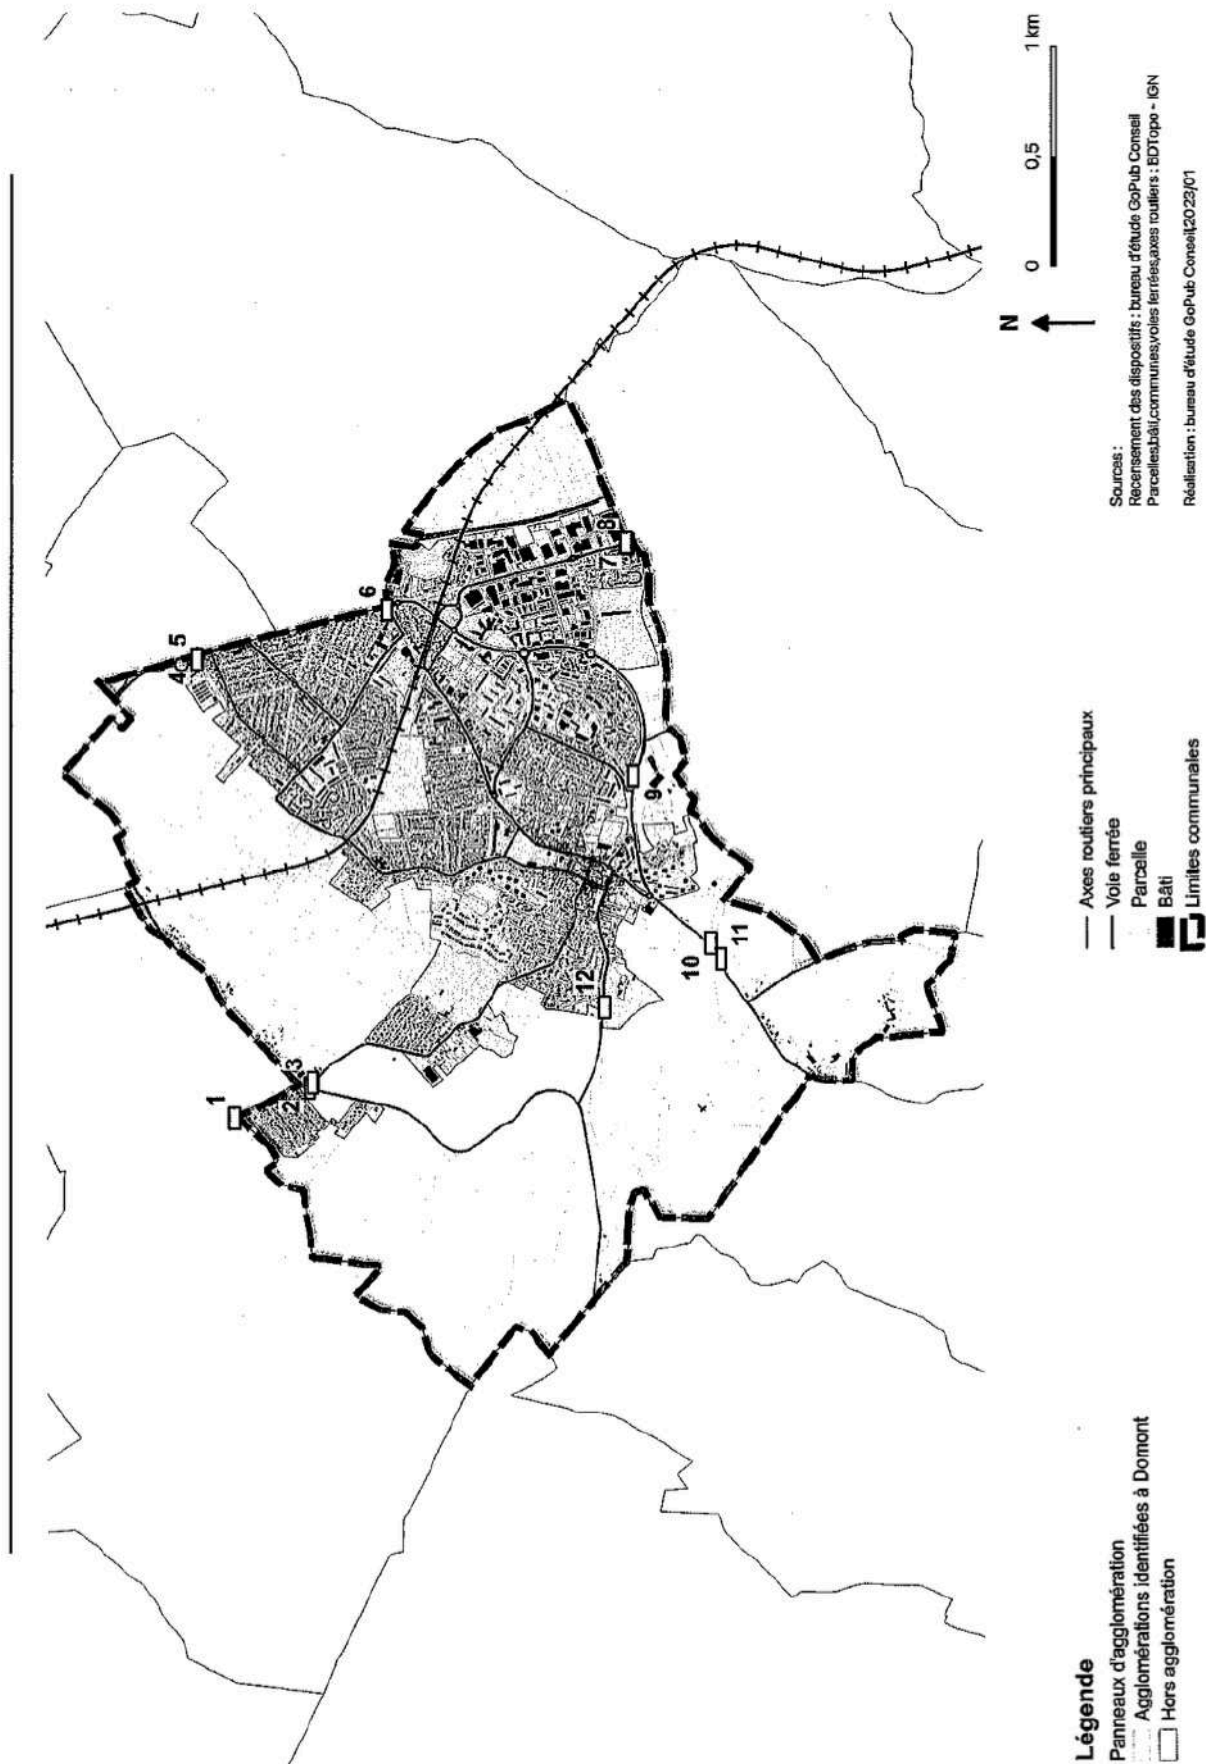 1
2
3
4
5
6
7
8
9
10
11
12
N
0
0,5
1 km
Légende
Panneaux d'agglomération
Agglomérations identifiées à Domont
Hors agglomération
Axes routiers principaux
Voie ferrée
Parcelle
Bâti
Limites communales
Sources :
Recensement des dispositifs : bureau d'étude GoPub Conseil
Parcelles,bâti,communes,voies ferrées,axes routiers : BDTopo - IGN
Réalisation : bureau d'étude GoPub Conseil,2023/01